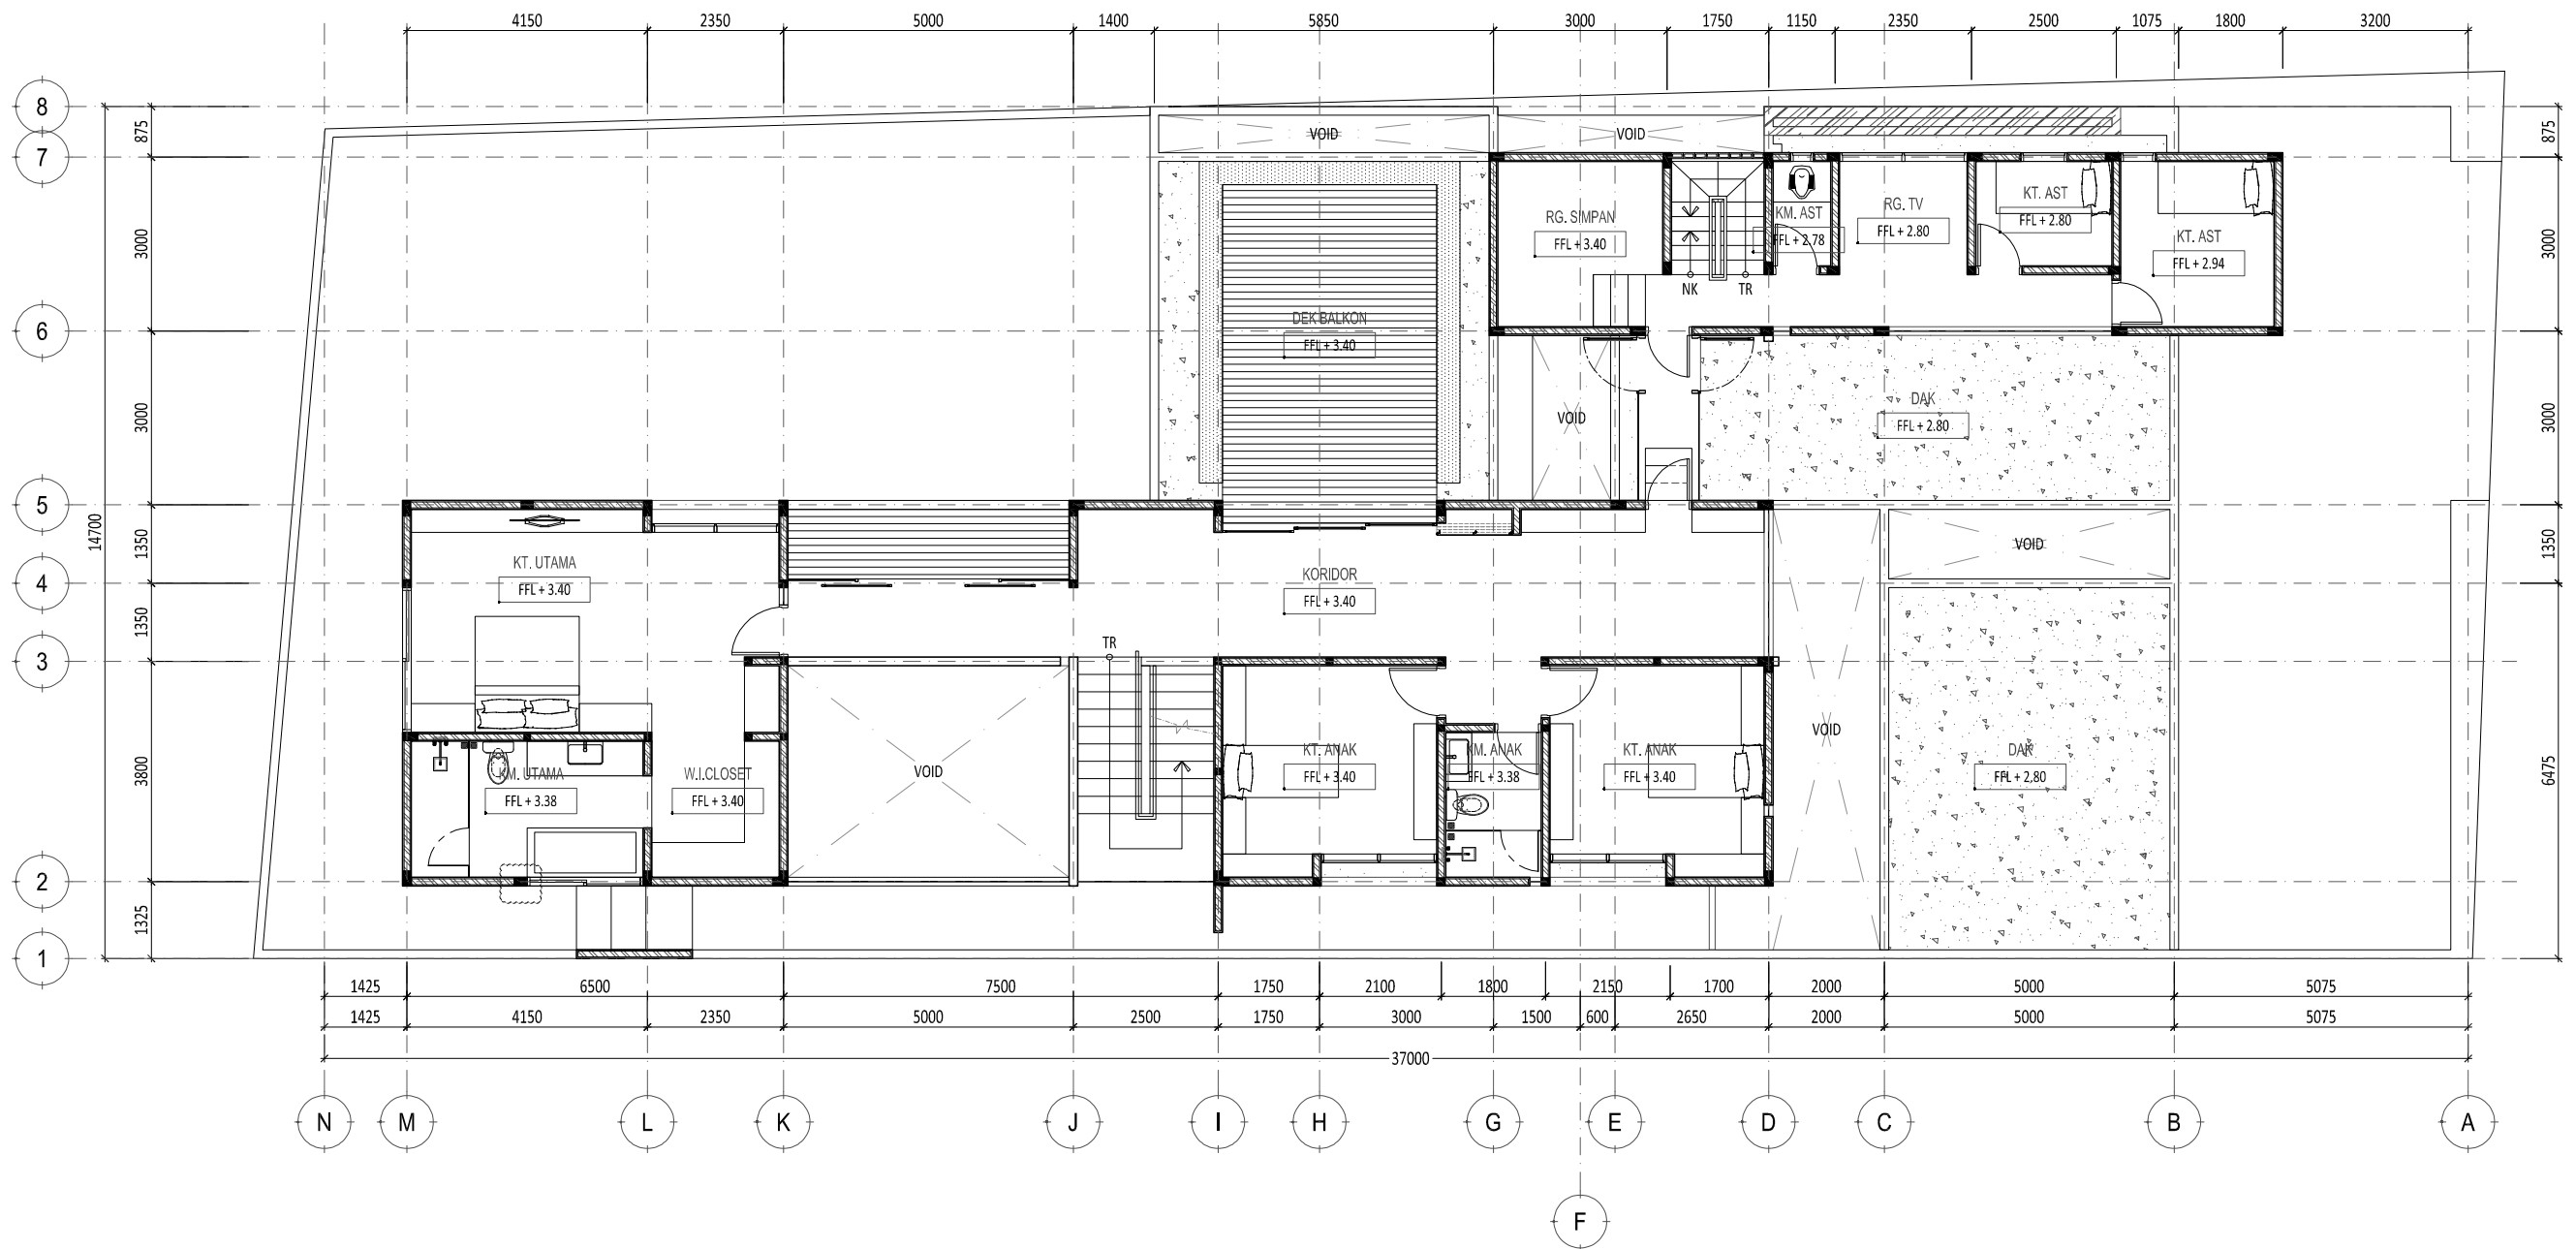 4150 2350 5000 1400 5850 3000 1750 1150 2350 2500 1075 1800 3200
8
875
VOID
VOID
875
7
3000
RG. SIMPAN
FFL + 3.40
KM. AST
FFL + 2.78
RG. TV
FFL + 2.80
KT. AST
FFL + 2.80
KT. AST
FFL + 2.94
3000
NK
TR
6
DEK BALKON
FFL + 3.40
3000
VOID
DAK
FFL + 2.80
3000
5
14700
1350
KT. UTAMA
FFL + 3.40
VOID
1350
4
KORIDOR
FFL + 3.40
1350
TR
3
3800
KM. UTAMA
FFL + 3.38
W.I.CLOSET
FFL + 3.40
VOID
KT. ANAK
FFL + 3.40
KM. ANAK
FFL + 3.38
KT. ANAK
FFL + 3.40
VOID
DAK
FFL + 2.80
6475
2
1325
1
1425 6500 7500 1750 2100 1800 2150 1700 2000 5000 5075
1425 4150 2350 5000 2500 1750 3000 1500 600 2650 2000 5000 5075
37000
N M L K J I H G E D C B A
F